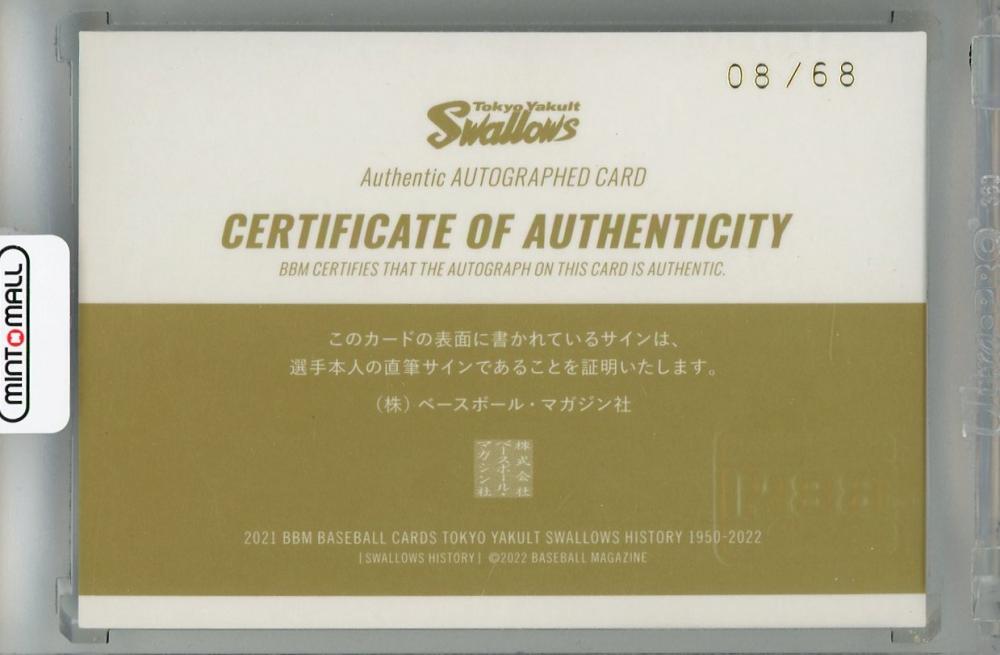 08/68
Tokyo Yakult
Swallows
Authentic AUTOGRAPHED CARD
CERTIFICATE OF AUTHENTICITY
BBM CERTIFIES THAT THE AUTOGRAPH ON THIS CARD IS AUTHENTIC.
このカードの表面に書かれているサインは、
選手本人の直筆サインであることを証明いたします。
（株）ベースボール・マガジン社
株式会社
ベースボール・
マガジン社
2021 BBM BASEBALL CARDS TOKYO YAKULT SWALLOWS HISTORY 1950-2022
[SWALLOWS HISTORY] ©2022 BASEBALL MAGAZINE
MINTOMALL